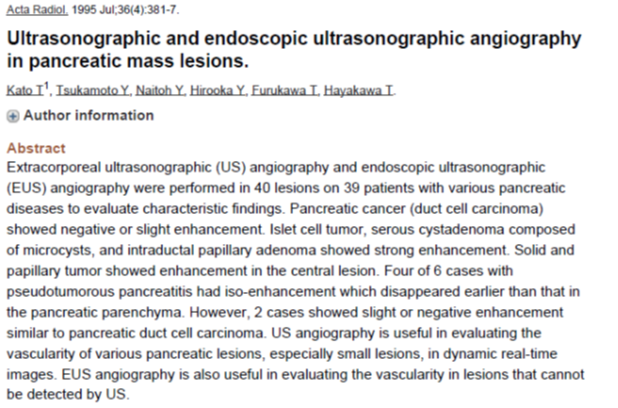 Acta Radiol. 1995 Jul;36(4):381-7.
Ultrasonographic and endoscopic ultrasonographic angiography
in pancreatic mass lesions.
Kato T1, Tsukamoto Y, Naitoh Y, Hirooka Y, Furukawa T, Hayakawa T.
Author information
Abstract
Extracorporeal ultrasonographic (US) angiography and endoscopic ultrasonographic
(EUS) angiography were performed in 40 lesions on 39 patients with various pancreatic
diseases to evaluate characteristic findings. Pancreatic cancer (duct cell carcinoma)
showed negative or slight enhancement. Islet cell tumor, serous cystadenoma composed
of microcysts, and intraductal papillary adenoma showed strong enhancement. Solid and
papillary tumor showed enhancement in the central lesion. Four of 6 cases with
pseudotumorous pancreatitis had iso-enhancement which disappeared earlier than that in
the pancreatic parenchyma. However, 2 cases showed slight or negative enhancement
similar to pancreatic duct cell carcinoma. US angiography is useful in evaluating the
vascularity of various pancreatic lesions, especially small lesions, in dynamic real-time
images. EUS angiography is also useful in evaluating the vascularity in lesions that cannot
be detected by US.